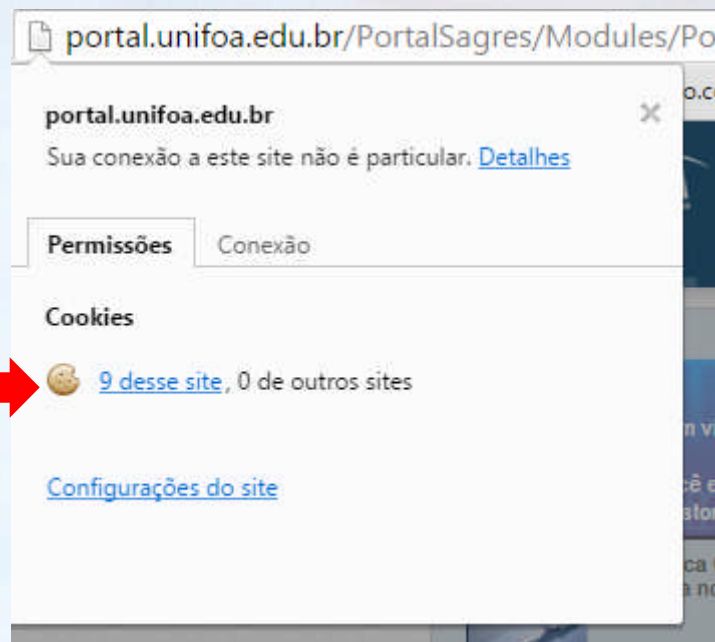 portal.unifoa.edu.br/PortalSagres/Modules/Po
o.c
portal.unifoa.edu.br
Sua conexão a este site não é particular. Detalhes
Permissões Conexão
Cookies
9 desse site, 0 de outros sites
Configurações do site